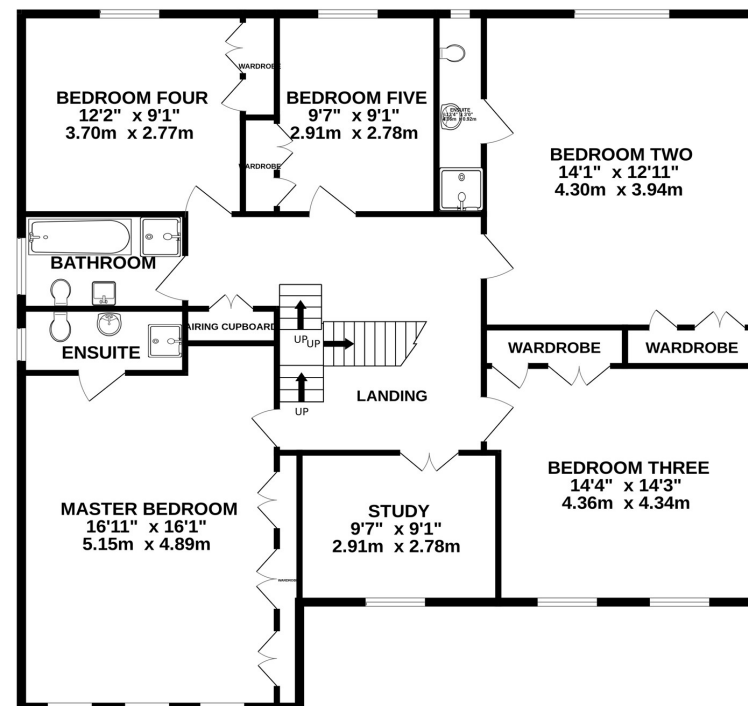 BEDROOM FOUR
12'2" x 9'1"
3.70m x 2.77m
WARDROBE
BEDROOM FIVE
9'7" x 9'1"
2.91m x 2.78m
WARDROBE
ENSUITE
BEDROOM TWO
14'1" x 12'11"
4.30m x 3.94m
BATHROOM
ENSUITE
AIRING CUPBOARD
UP
UP
UP
LANDING
WARDROBE
WARDROBE
BEDROOM THREE
14'4" x 14'3"
4.36m x 4.34m
MASTER BEDROOM
16'11" x 16'1"
5.15m x 4.89m
WARDROBE
STUDY
9'7" x 9'1"
2.91m x 2.78m